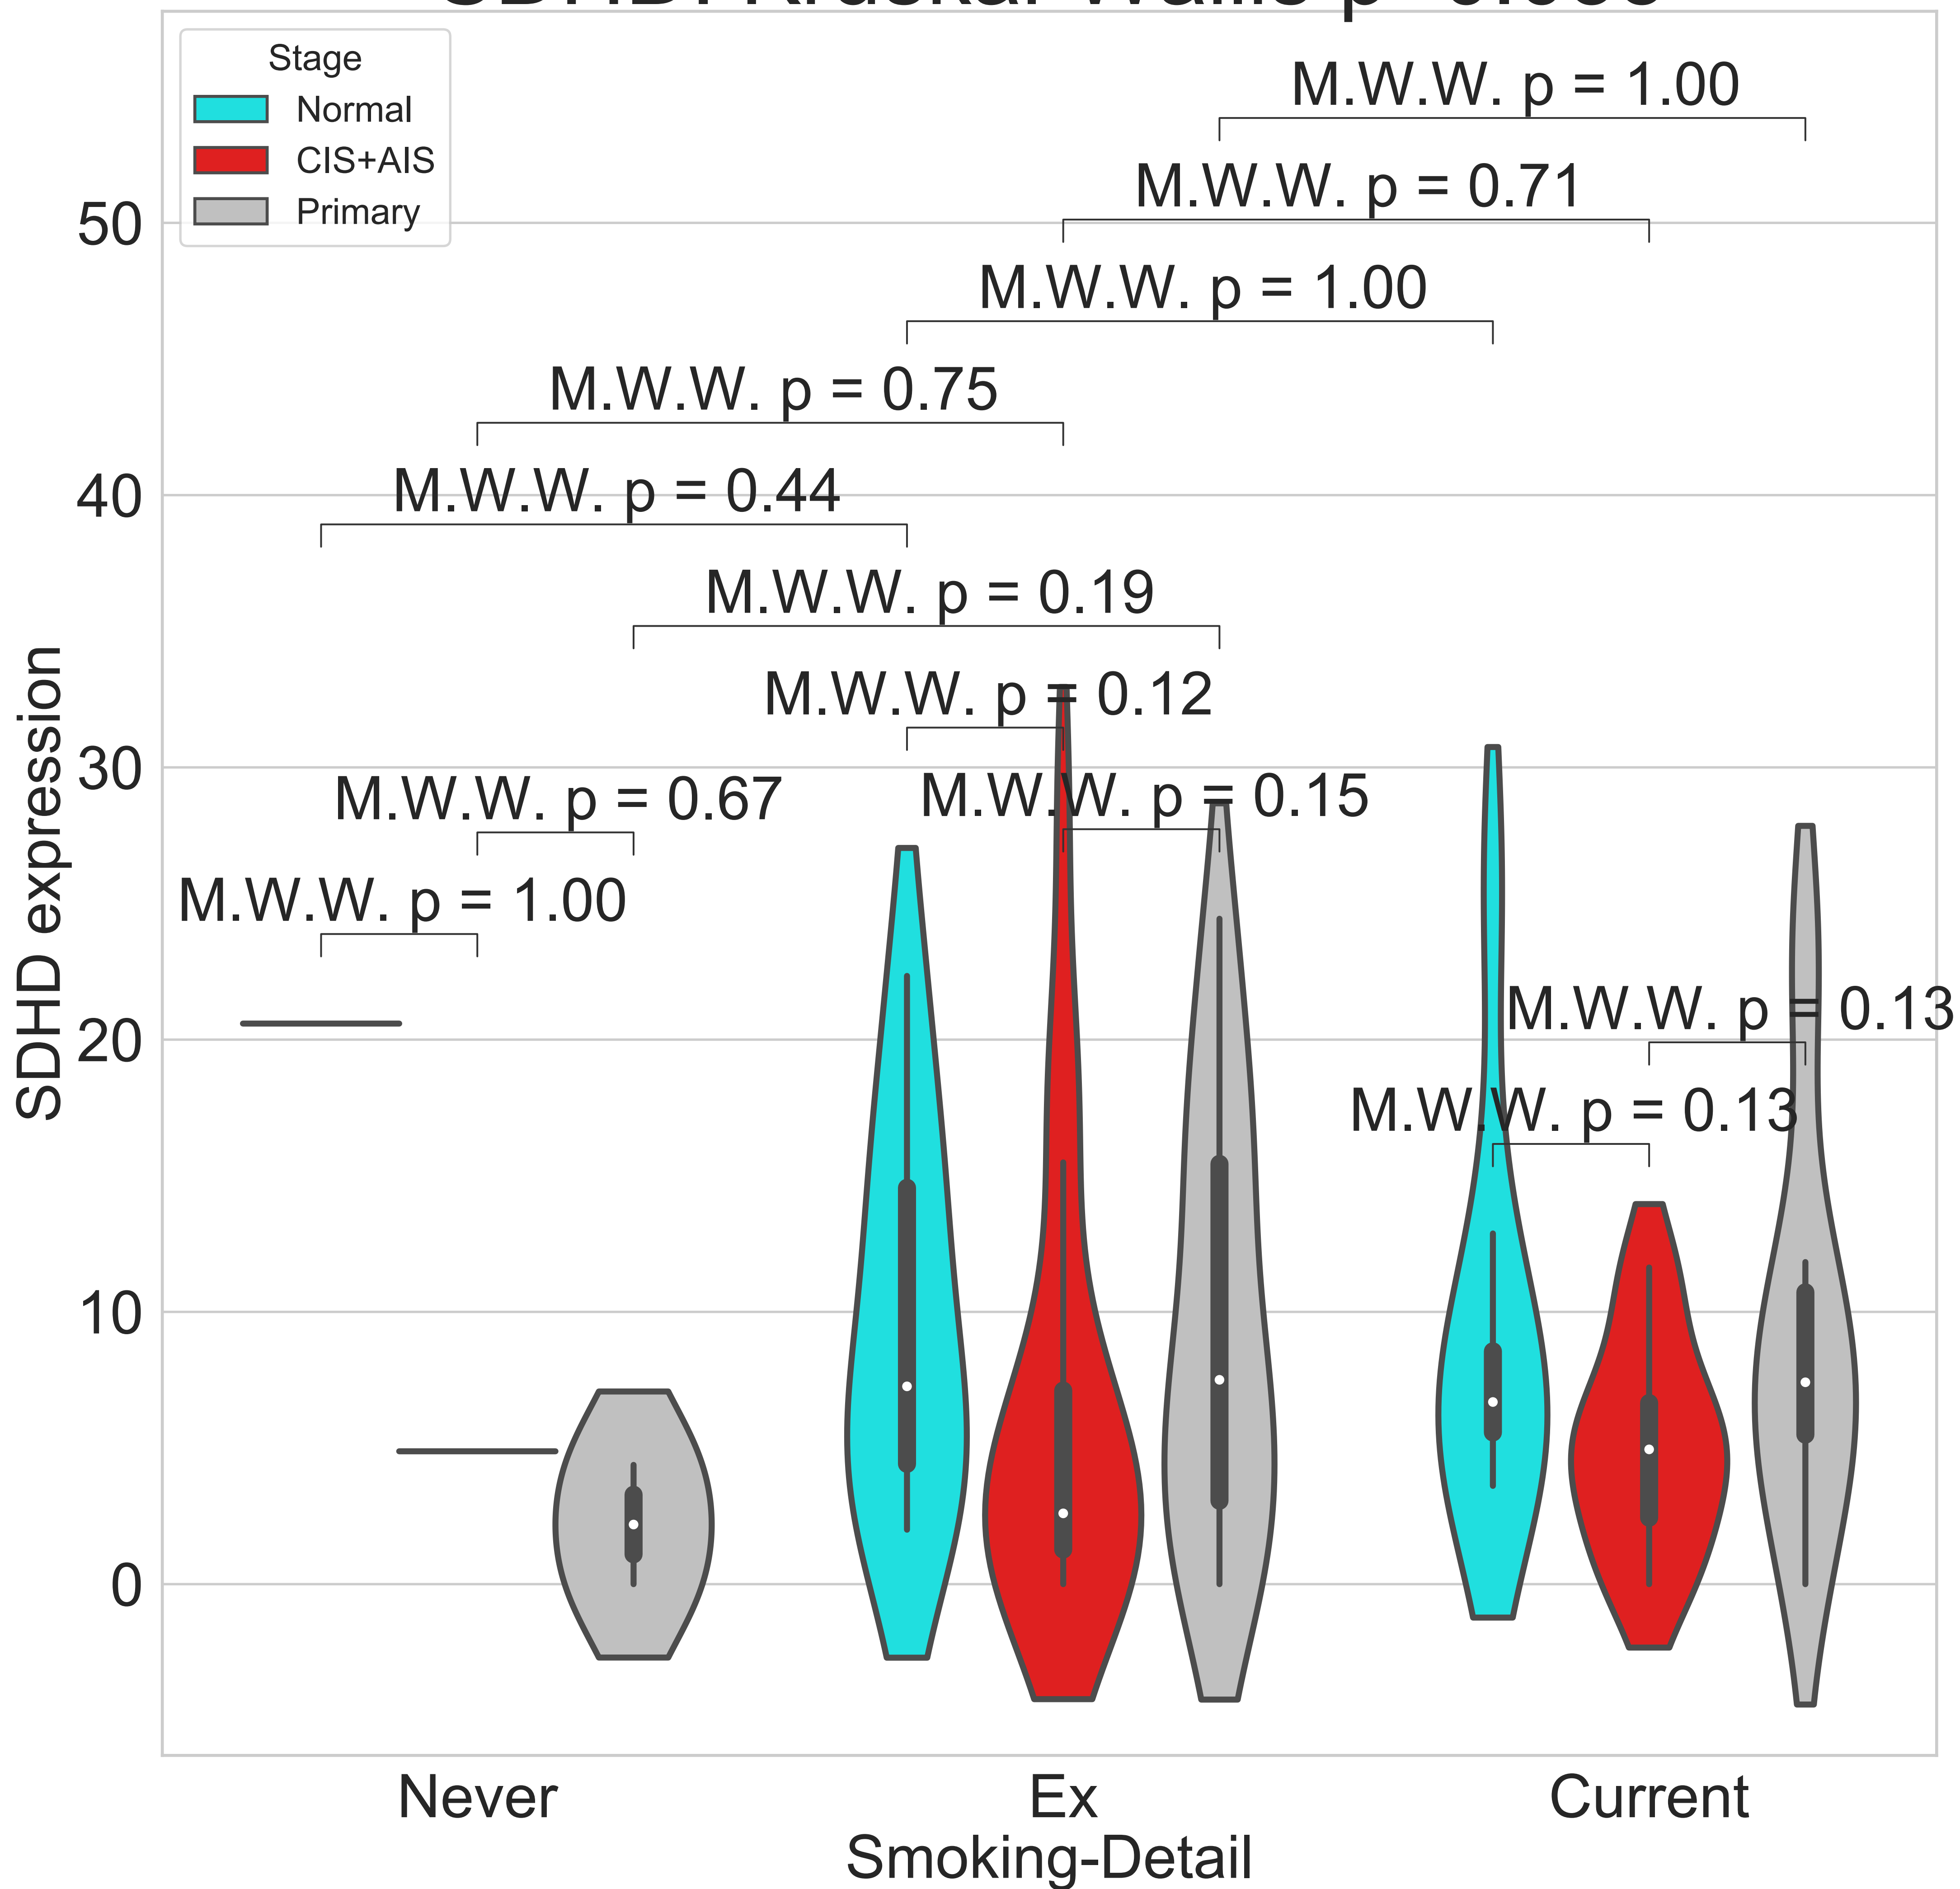 Stage
Normal
CIS+AIS
Primary
M.W.W. p = 1.00
M.W.W. p = 0.71
M.W.W. p = 1.00
M.W.W. p = 0.75
M.W.W. p = 0.44
M.W.W. p = 0.19
M.W.W. p = 0.12
M.W.W. p = 0.67
M.W.W. p = 0.15
M.W.W. p = 1.00
M.W.W. p = 0.13
M.W.W. p = 0.13
50
40
30
20
10
0
SDHD expression
Never
Ex
Current
Smoking-Detail